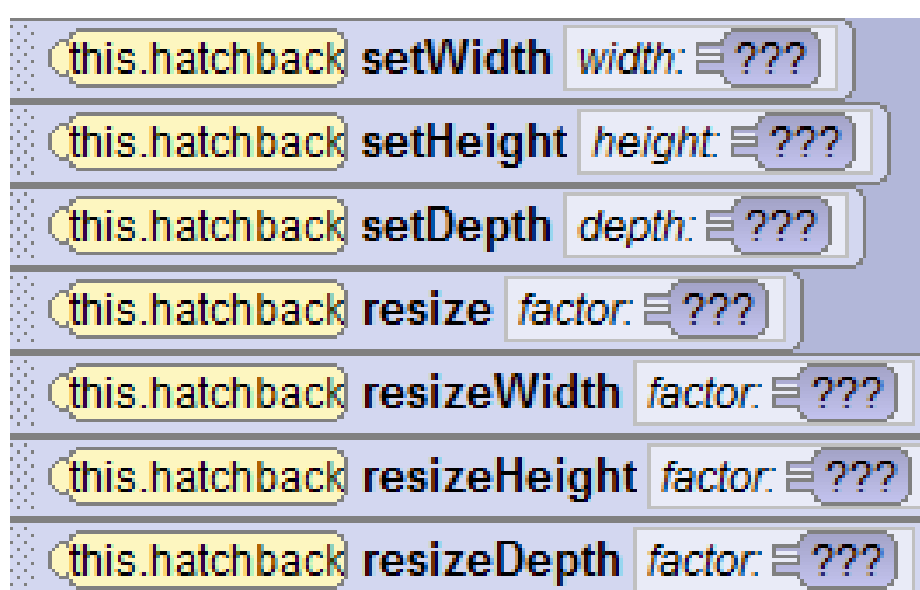 this.hatchback setWidth width: ???
this.hatchback setHeight height: ???
this.hatchback setDepth depth: ???
this.hatchback resize factor: ???
this.hatchback resizeWidth factor: ???
this.hatchback resizeHeight factor: ???
this.hatchback resizeDepth factor: ???